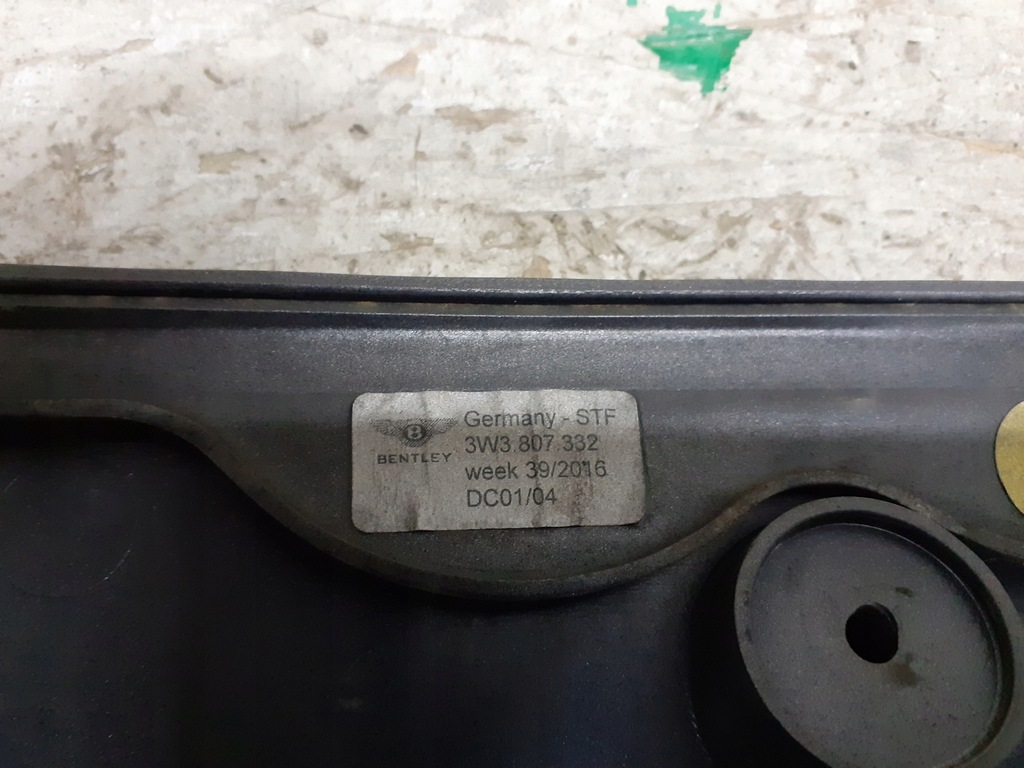 B
BENTLEY
Germany - STF
3W3.807.332
week 39/2016
DC01/04